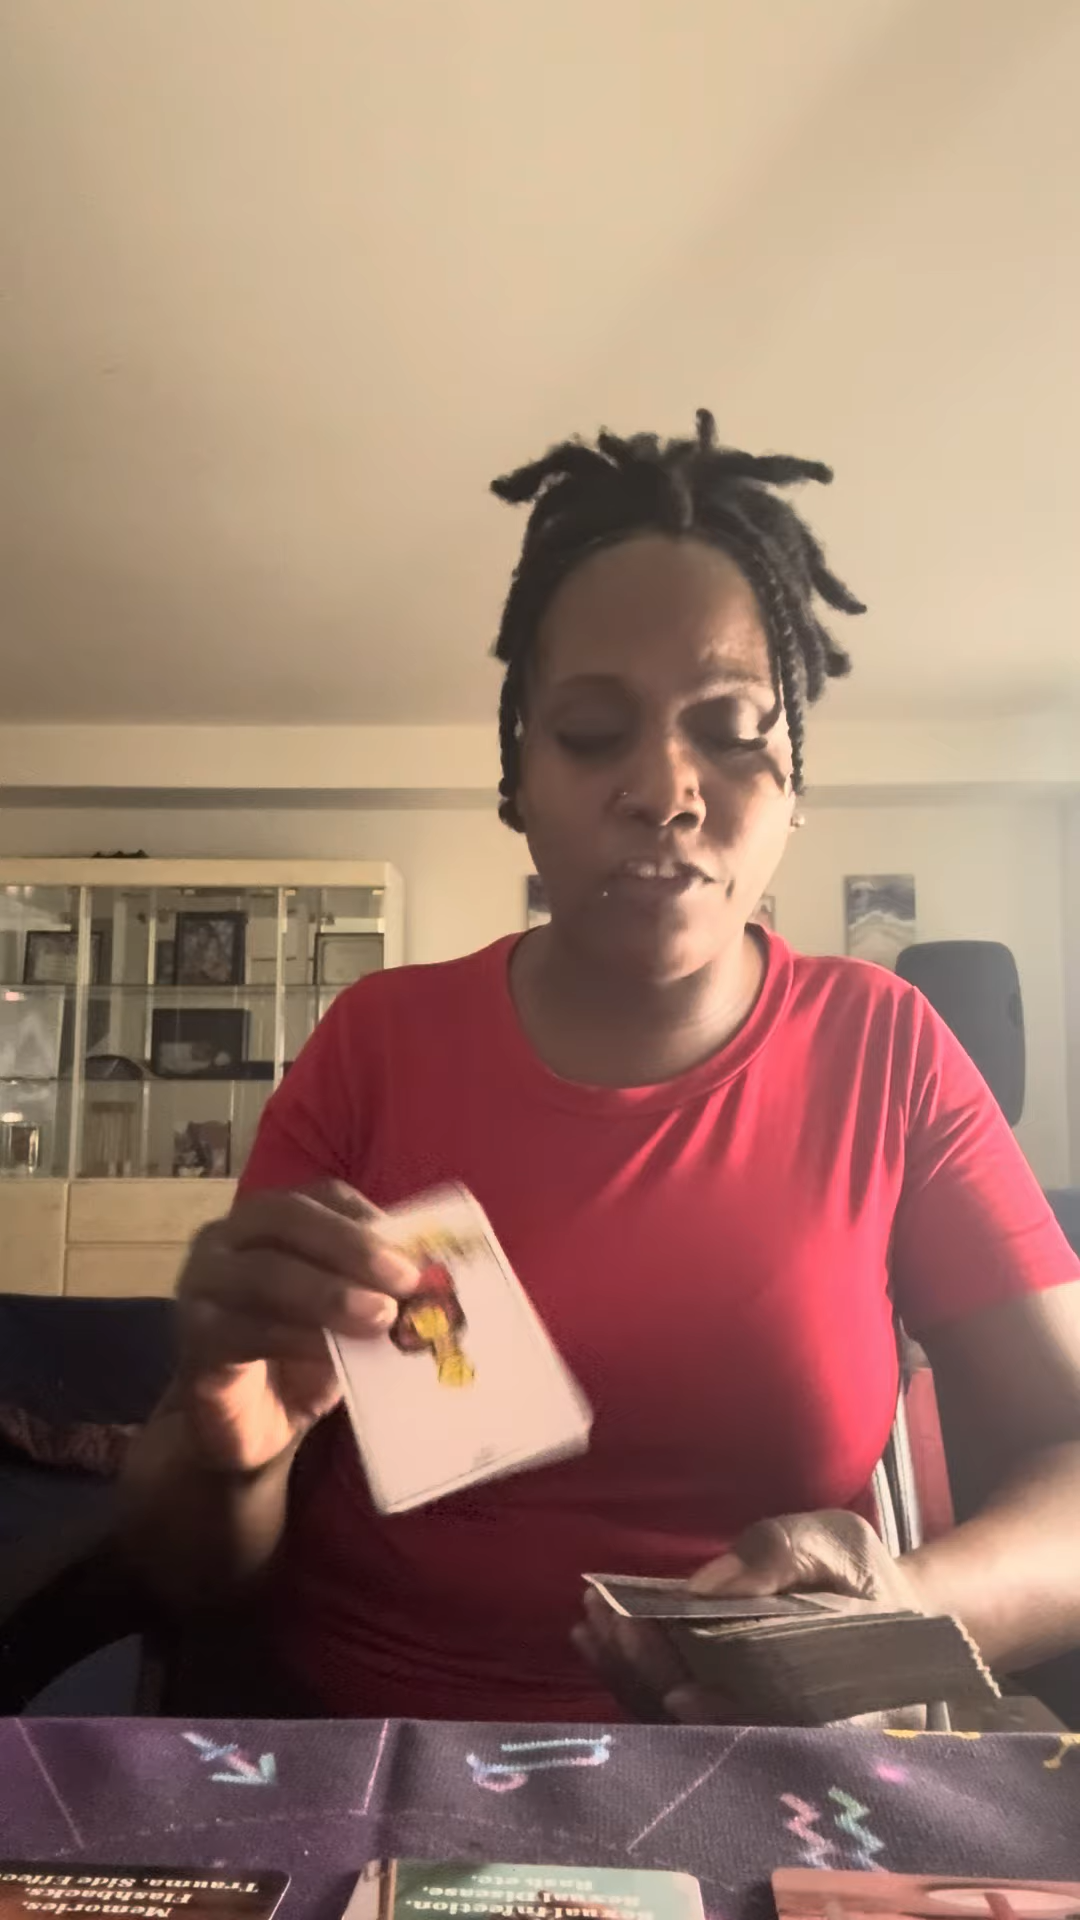 Memories,
Flashbacks,
Trauma, Side Effec
Sexual Infection,
Sexual Disease,
Rash etc.